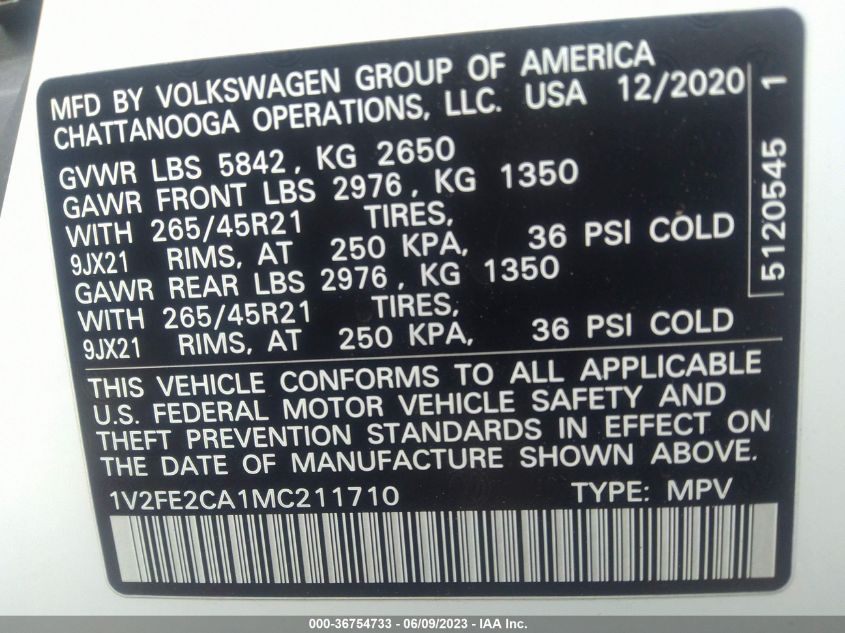 MFD BY VOLKSWAGEN GROUP OF AMERICA
CHATTANOOGA OPERATIONS, LLC. USA 12/2020
GVWR LBS 5842, KG 2650
GAWR FRONT LBS 2976, KG 1350
WITH 265/45R21 TIRES,
9JX21 RIMS, AT 250 KPA, 36 PSI COLD
GAWR REAR LBS 2976, KG 1350
WITH 265/45R21 TIRES,
9JX21 RIMS, AT 250 KPA, 36 PSI COLD
5120545 1
THIS VEHICLE CONFORMS TO ALL APPLICABLE
U.S. FEDERAL MOTOR VEHICLE SAFETY AND
THEFT PREVENTION STANDARDS IN EFFECT ON
THE DATE OF MANUFACTURE SHOWN ABOVE.
1V2FE2CA1MC211710 TYPE: MPV
000-36754733 - 06/09/2023 - IAA Inc.